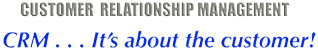 CUSTOMER RELATIONSHIP MANAGEMENT
CRM . . . It's about the customer!